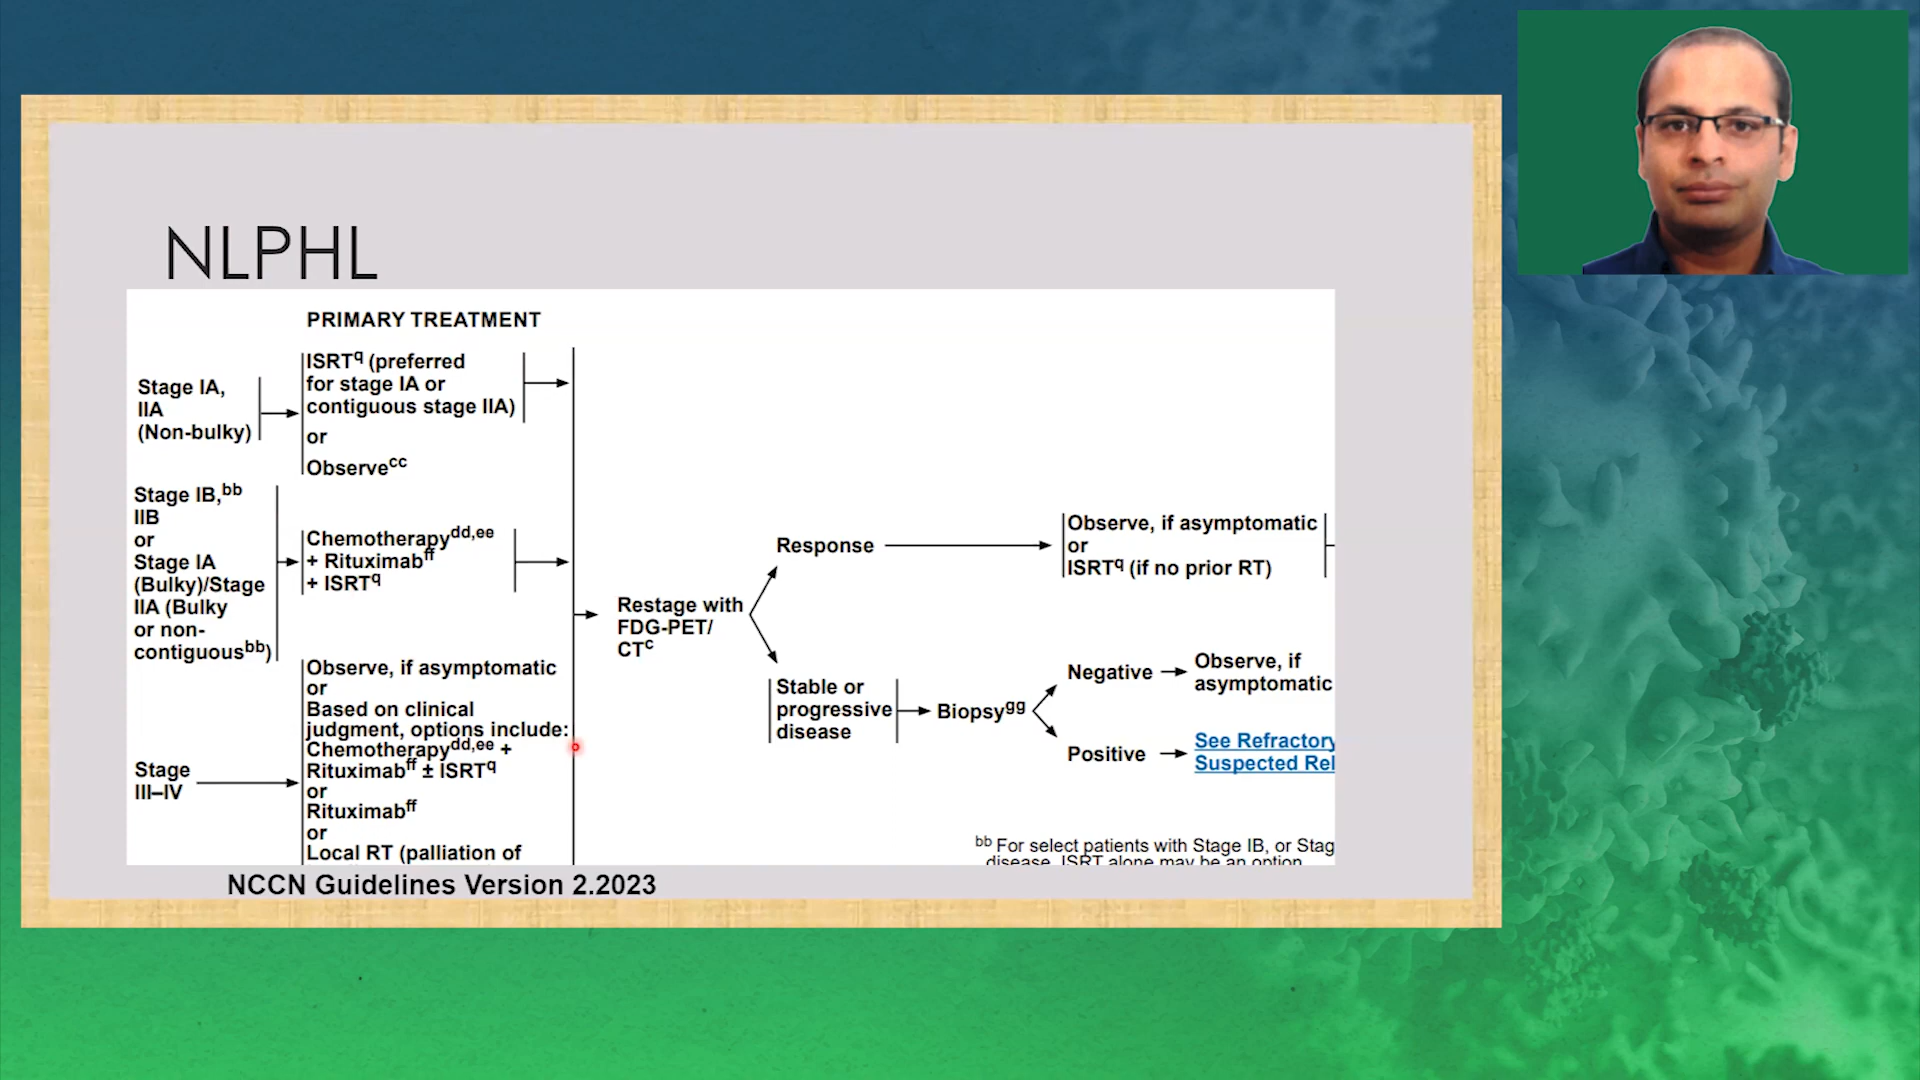 NLPHL
PRIMARY TREATMENT
Stage IA,
IIA
(Non-bulky)
ISRTq (preferred
for stage IA or
contiguous stage IIA)
or
Observecc
Stage IB,bb
IIB
or
Stage IA
(Bulky)/Stage
IIA (Bulky
or non-
contiguousbb)
Chemotherapydd,ee
+ Rituximabff
+ ISRTq
Stage
III–IV
Observe, if asymptomatic
or
Based on clinical
judgment, options include:
Chemotherapydd,ee +
Rituximabff ± ISRTq
or
Rituximabff
or
Local RT (palliation of
Restage with
FDG-PET/
CTc
Response
Observe, if asymptomatic
or
ISRTq (if no prior RT)
Stable or
progressive
disease
Biopsygg
Negative
Observe, if
asymptomatic
Positive
See Refractory
Suspected Rel
bb For select patients with Stage IB, or Stag
disease, ISRT alone may be an option
NCCN Guidelines Version 2.2023